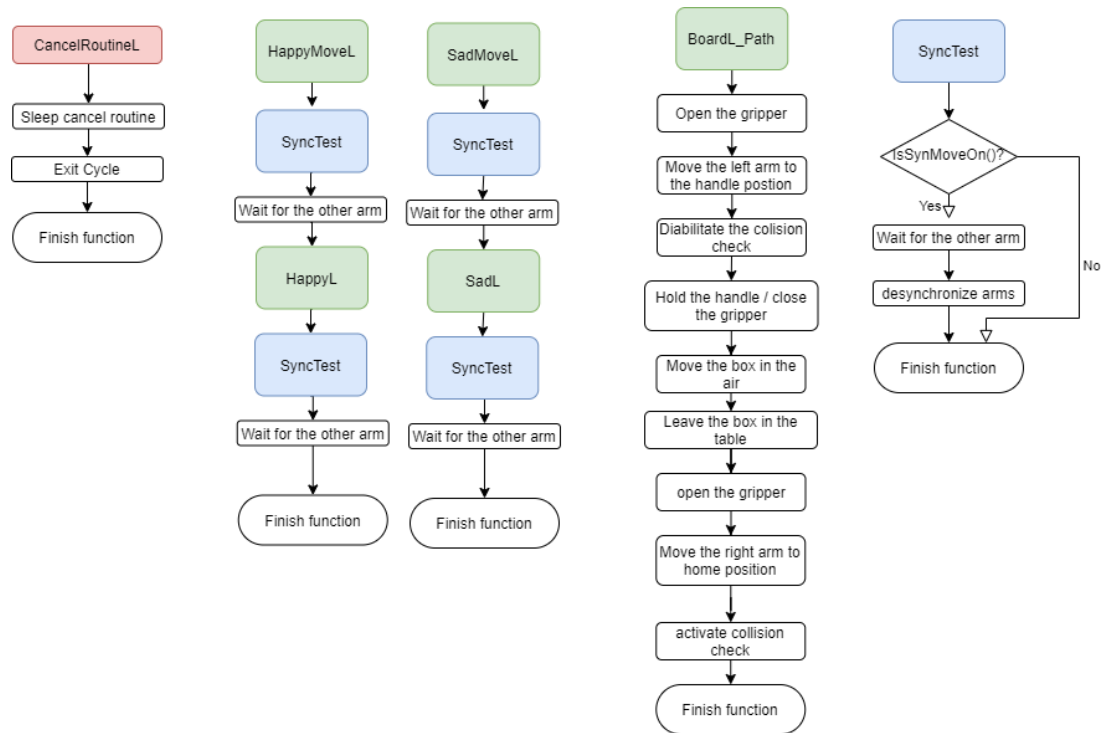 CancelRoutineL
Sleep cancel routine
Exit Cycle
Finish function
HappyMoveL
SyncTest
Wait for the other arm
HappyL
SyncTest
Wait for the other arm
Finish function
SadMoveL
SyncTest
Wait for the other arm
SadL
SyncTest
Wait for the other arm
Finish function
BoardL_Path
Open the gripper
Move the left arm to
the handle postion
Diabilitate the colision
check
Hold the handle / close
the gripper
Move the box in the
air
Leave the box in the
table
open the gripper
Move the right arm to
home position
activate collision
check
Finish function
SyncTest
IsSynMoveOn()?
Yes
No
Wait for the other arm
desynchronize arms
Finish function